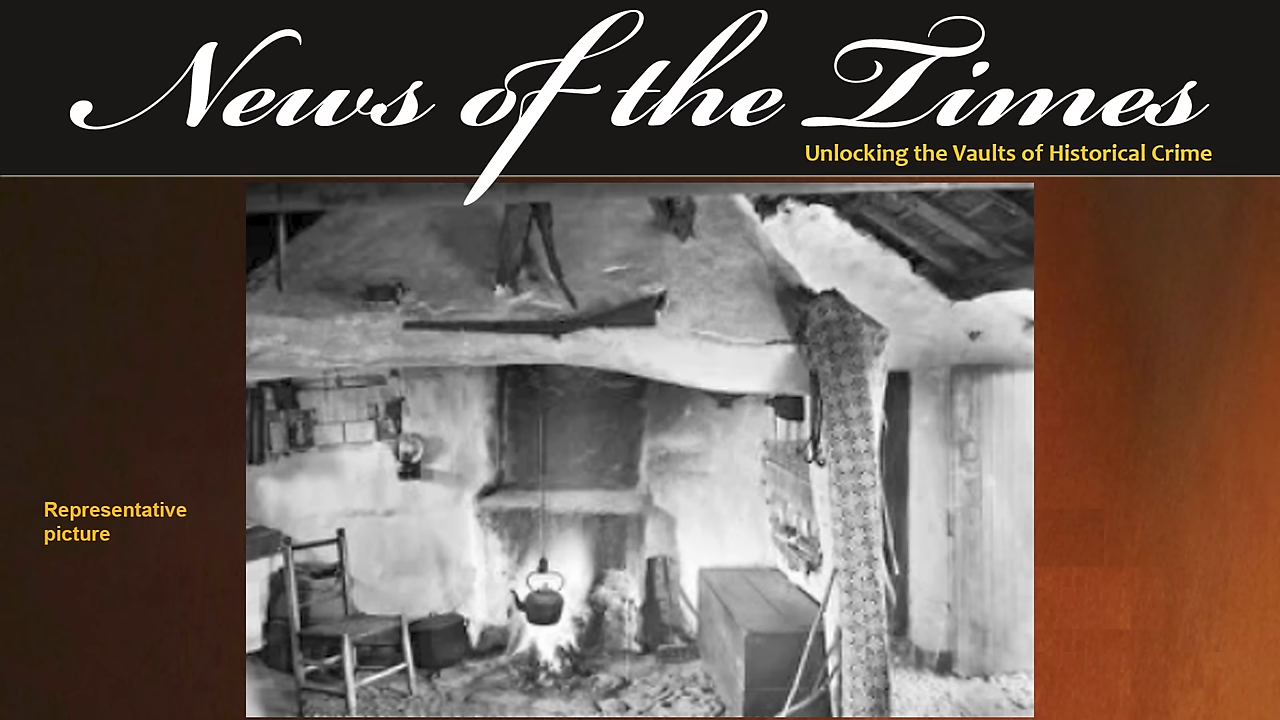 News of the Times
Unlocking the Vaults of Historical Crime
Representative
picture